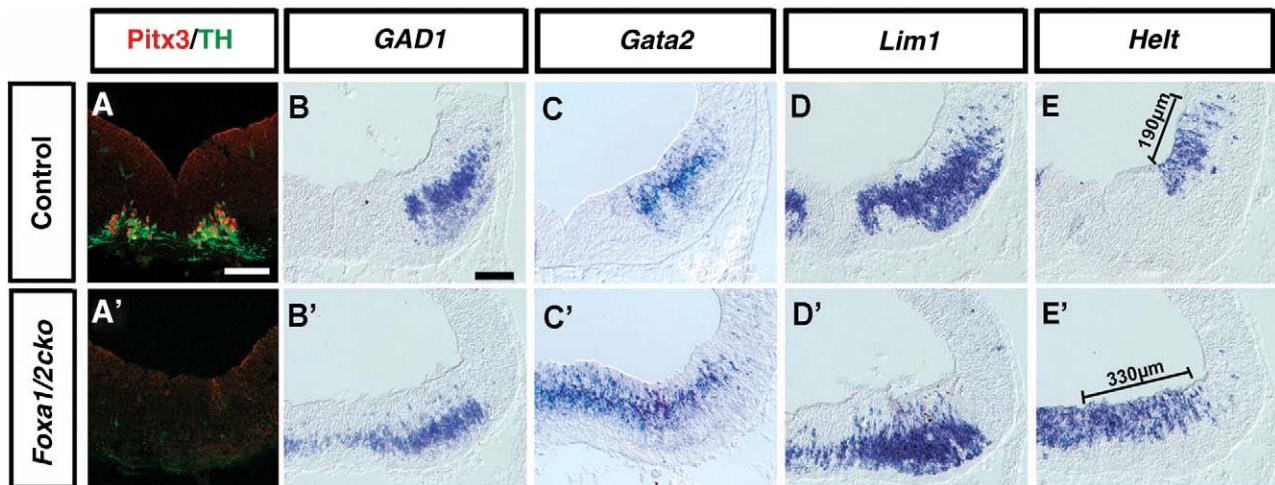 Pitx3/TH GAD1 Gata2 Lim1 Helt
Control
A B C D E
190µm
Foxa1/2cko
A' B' C' D' E'
330µm